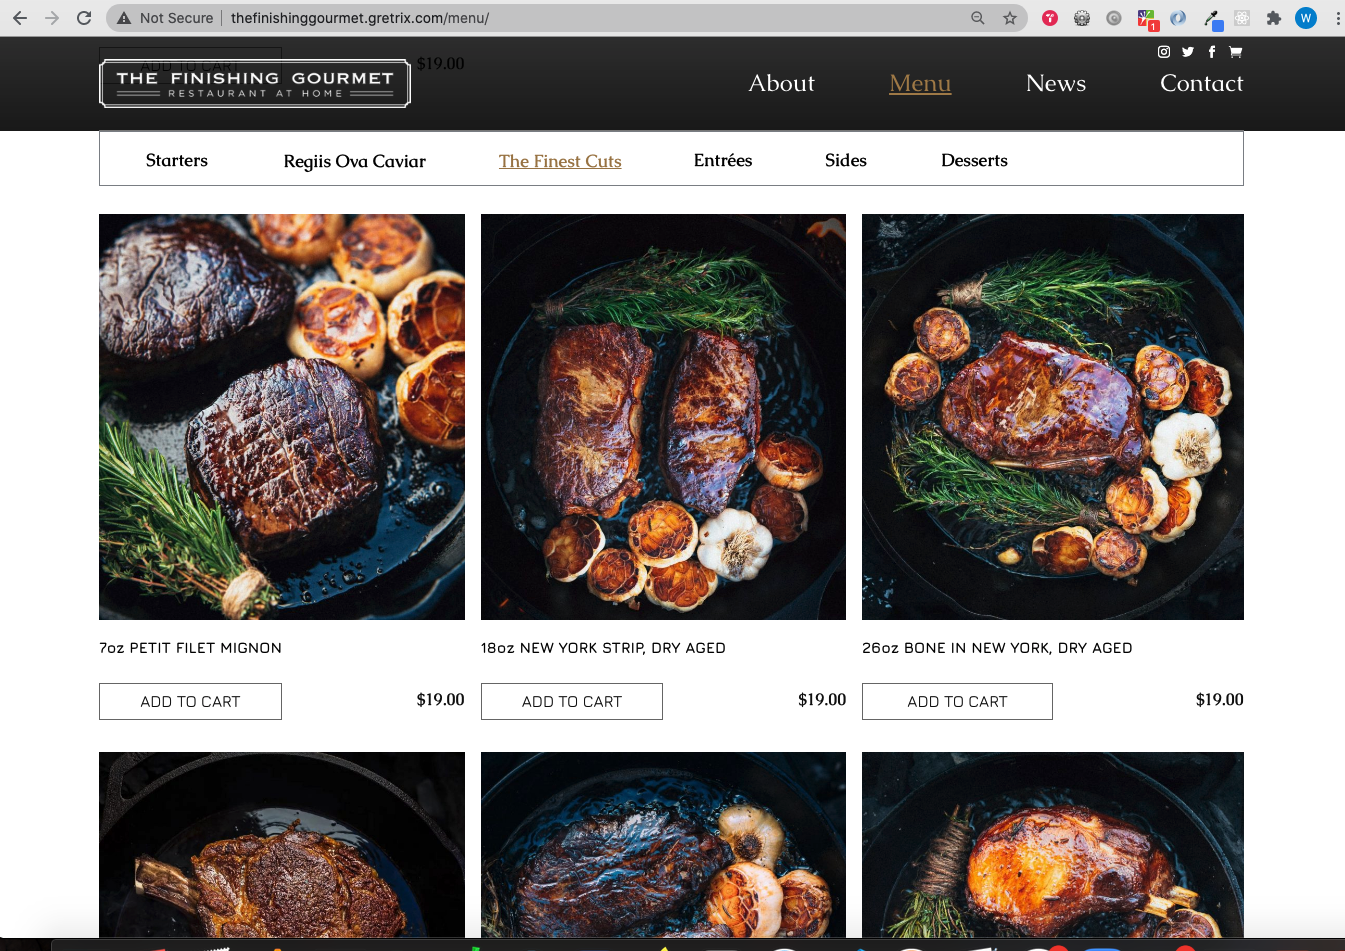 Not Secure | thefinishinggourmet.gretrix.com/menu/
1
W
ADD TO CART $19.00
THE FINISHING GOURMET
RESTAURANT AT HOME
About Menu News Contact
Starters Regiis Ova Caviar The Finest Cuts Entrées Sides Desserts
7oz PETIT FILET MIGNON
ADD TO CART $19.00
18oz NEW YORK STRIP, DRY AGED
ADD TO CART $19.00
26oz BONE IN NEW YORK, DRY AGED
ADD TO CART $19.00